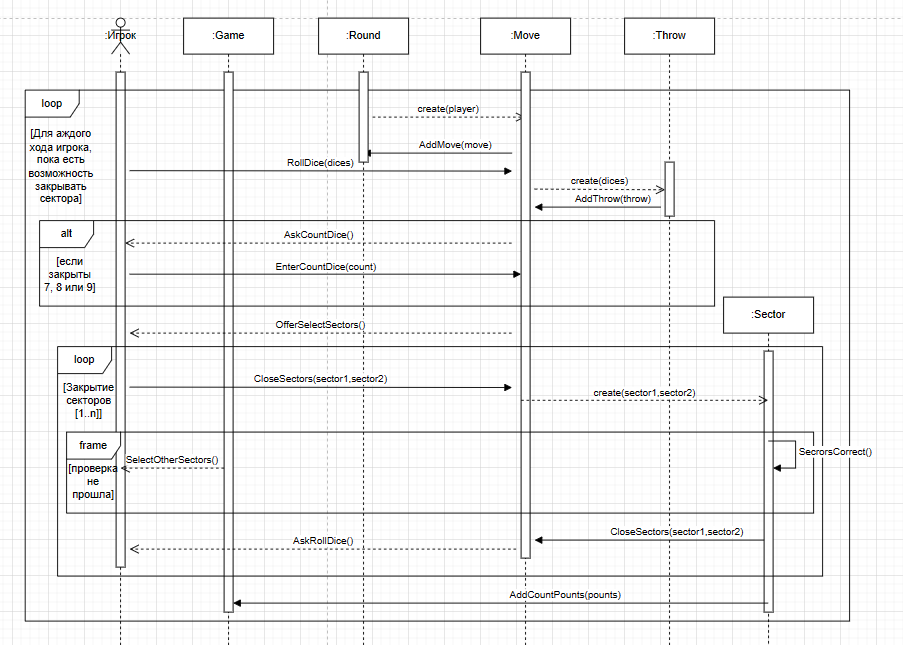 :Игрок
:Game
:Round
:Move
:Throw
loop
[Для аждого
хода игрока,
пока есть
возможность
закрывать
сектора]
create(player)
AddMove(move)
RollDice(dices)
create(dices)
AddThrow(throw)
alt
[если
закрыты
7, 8 или 9]
AskCountDice()
EnterCountDice(count)
:Sector
OfferSelectSectors()
loop
[Закрытие
секторов
[1..n]]
CloseSectors(sector1,sector2)
create(sector1,sector2)
frame
[проверка
не
прошла]
SelectOtherSectors()
SecrorsCorrect()
CloseSectors(sector1,sector2)
AskRollDice()
AddCountPounts(pounts)